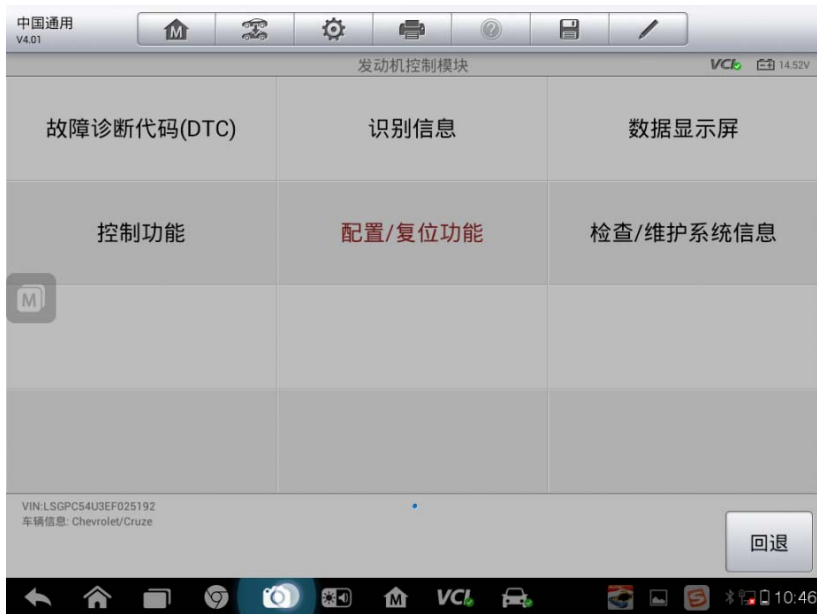 中国通用
V4.01
M
?
发动机控制模块
VCI
14.52V
故障诊断代码(DTC)
识别信息
数据显示屏
控制功能
配置/复位功能
检查/维护系统信息
M
VIN:LSGPC54U3EF025192
车辆信息: Chevrolet/Cruze
回退
M
VCI
S
10:46